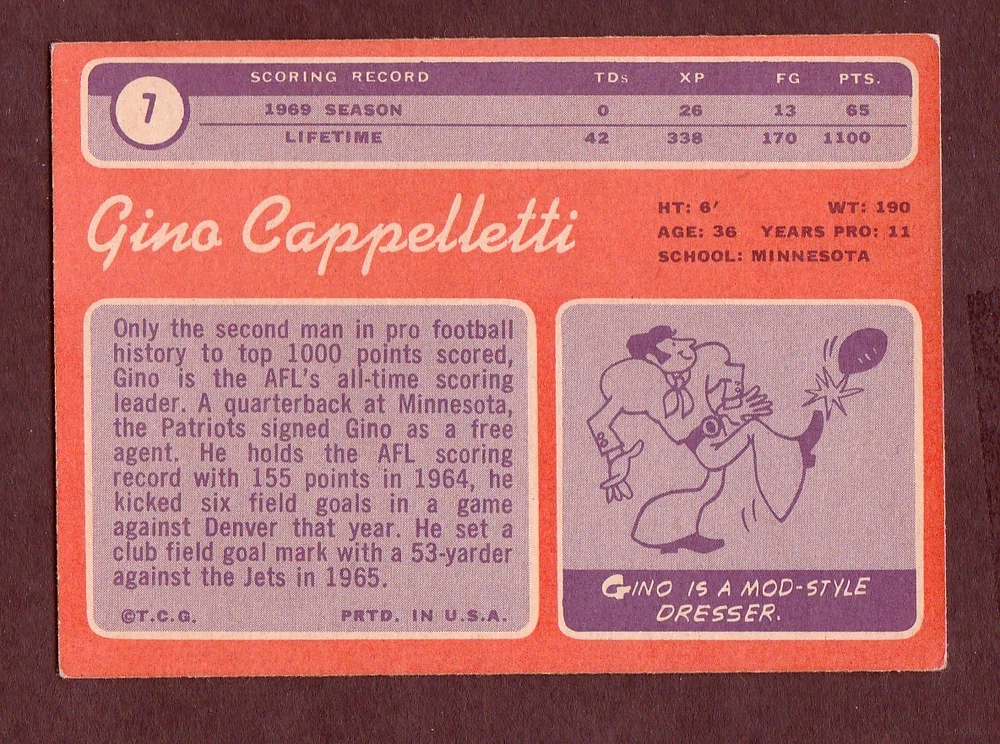 7
SCORING RECORD TDs XP FG PTS.
1969 SEASON 0 26 13 65
LIFETIME 42 338 170 1100
Gino Cappelletti
HT: 6′ WT: 190
AGE: 36 YEARS PRO: 11
SCHOOL: MINNESOTA
Only the second man in pro football
history to top 1000 points scored,
Gino is the AFL's all-time scoring
leader. A quarterback at Minnesota,
the Patriots signed Gino as a free
agent. He holds the AFL scoring
record with 155 points in 1964, he
kicked six field goals in a game
against Denver that year. He set a
club field goal mark with a 53-yarder
against the Jets in 1965.
©T.C.G. PRTD. IN U.S.A.
GINO IS A MOD-STYLE
DRESSER.